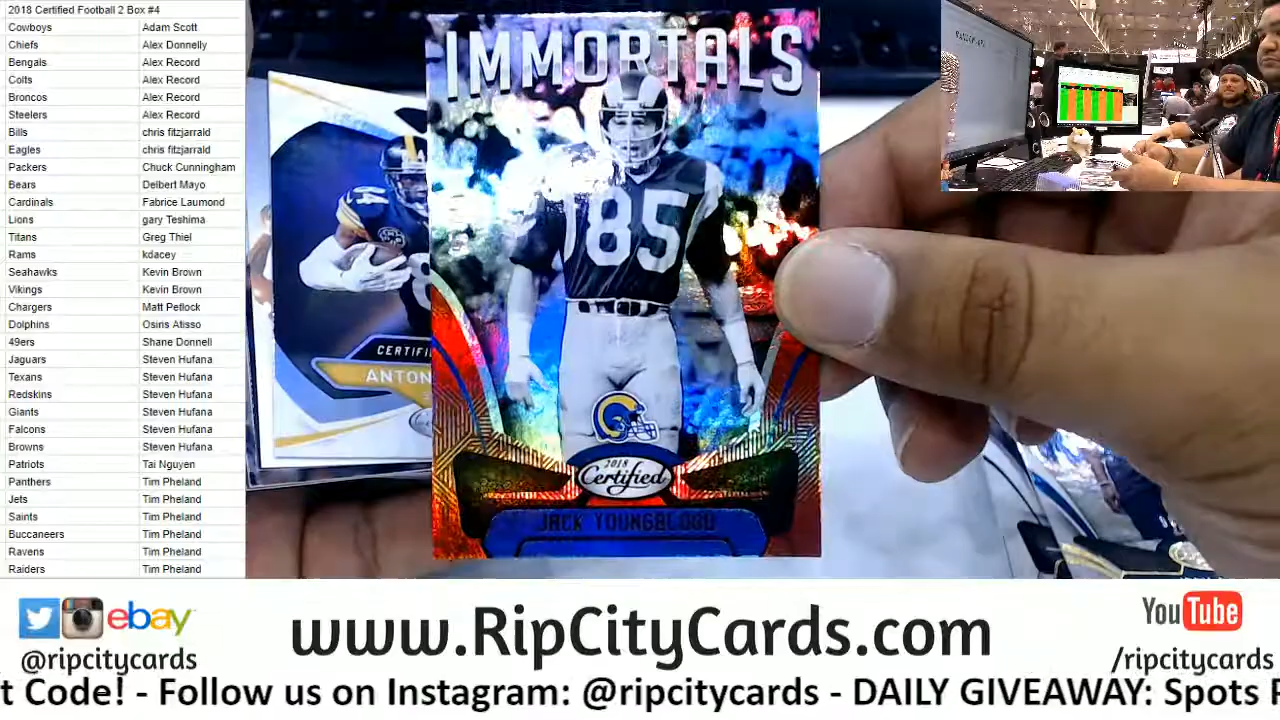 2018 Certified Football 2 Box #4
Cowboys Adam Scott
Chiefs Alex Donnelly
Bengals Alex Record
Colts Alex Record
Broncos Alex Record
Steelers Alex Record
Bills chris fitzjarrald
Eagles chris fitzjarrald
Packers Chuck Cunningham
Bears Delbert Mayo
Cardinals Fabrice Laumond
Lions gary Teshima
Titans Greg Thiel
Rams kdacey
Seahawks Kevin Brown
Vikings Kevin Brown
Chargers Matt Peflock
Dolphins Osiris Atisso
49ers Shane Donnell
Jaguars Steven Hufana
Texans Steven Hufana
Redskins Steven Hufana
Giants Steven Hufana
Falcons Steven Hufana
Browns Steven Hufana
Patriots Tai Nguyen
Panthers Tim Pheland
Jets Tim Pheland
Saints Tim Pheland
Buccaneers Tim Pheland
Ravens Tim Pheland
Raiders Tim Pheland
IMMORTALS
85
2018
Certified
JACK YOUNGBLOOD
84
CERTIFI
ANTON
ebay
@ripcitycards
www.RipCityCards.com
YouTube
/ripcitycards
t Code! - Follow us on Instagram: @ripcitycards - DAILY GIVEAWAY: Spots